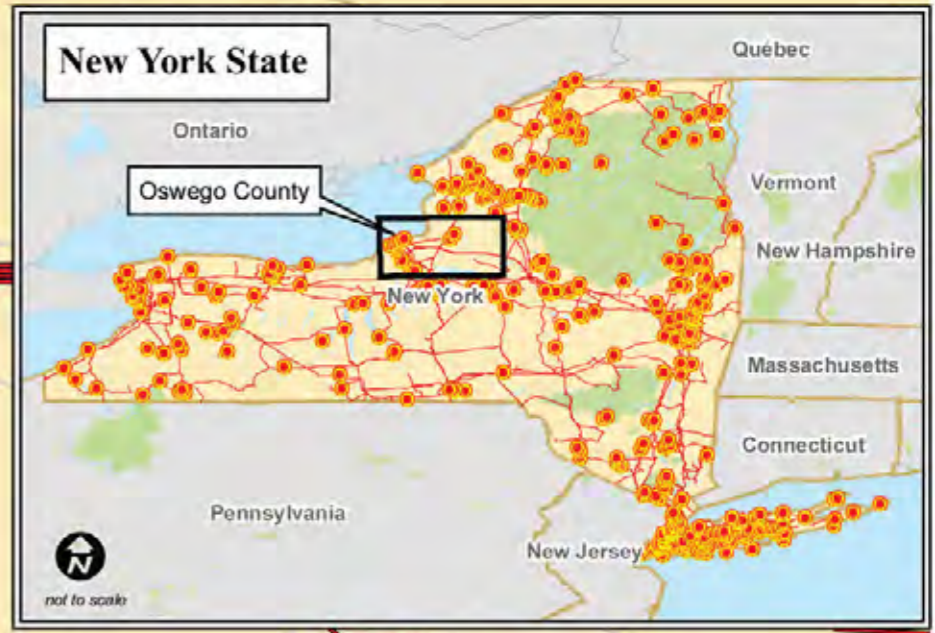 New York State
Québec
Ontario
Oswego County
Vermont
New Hampshire
New York
Massachusetts
Connecticut
Pennsylvania
New Jersey
N
not to scale